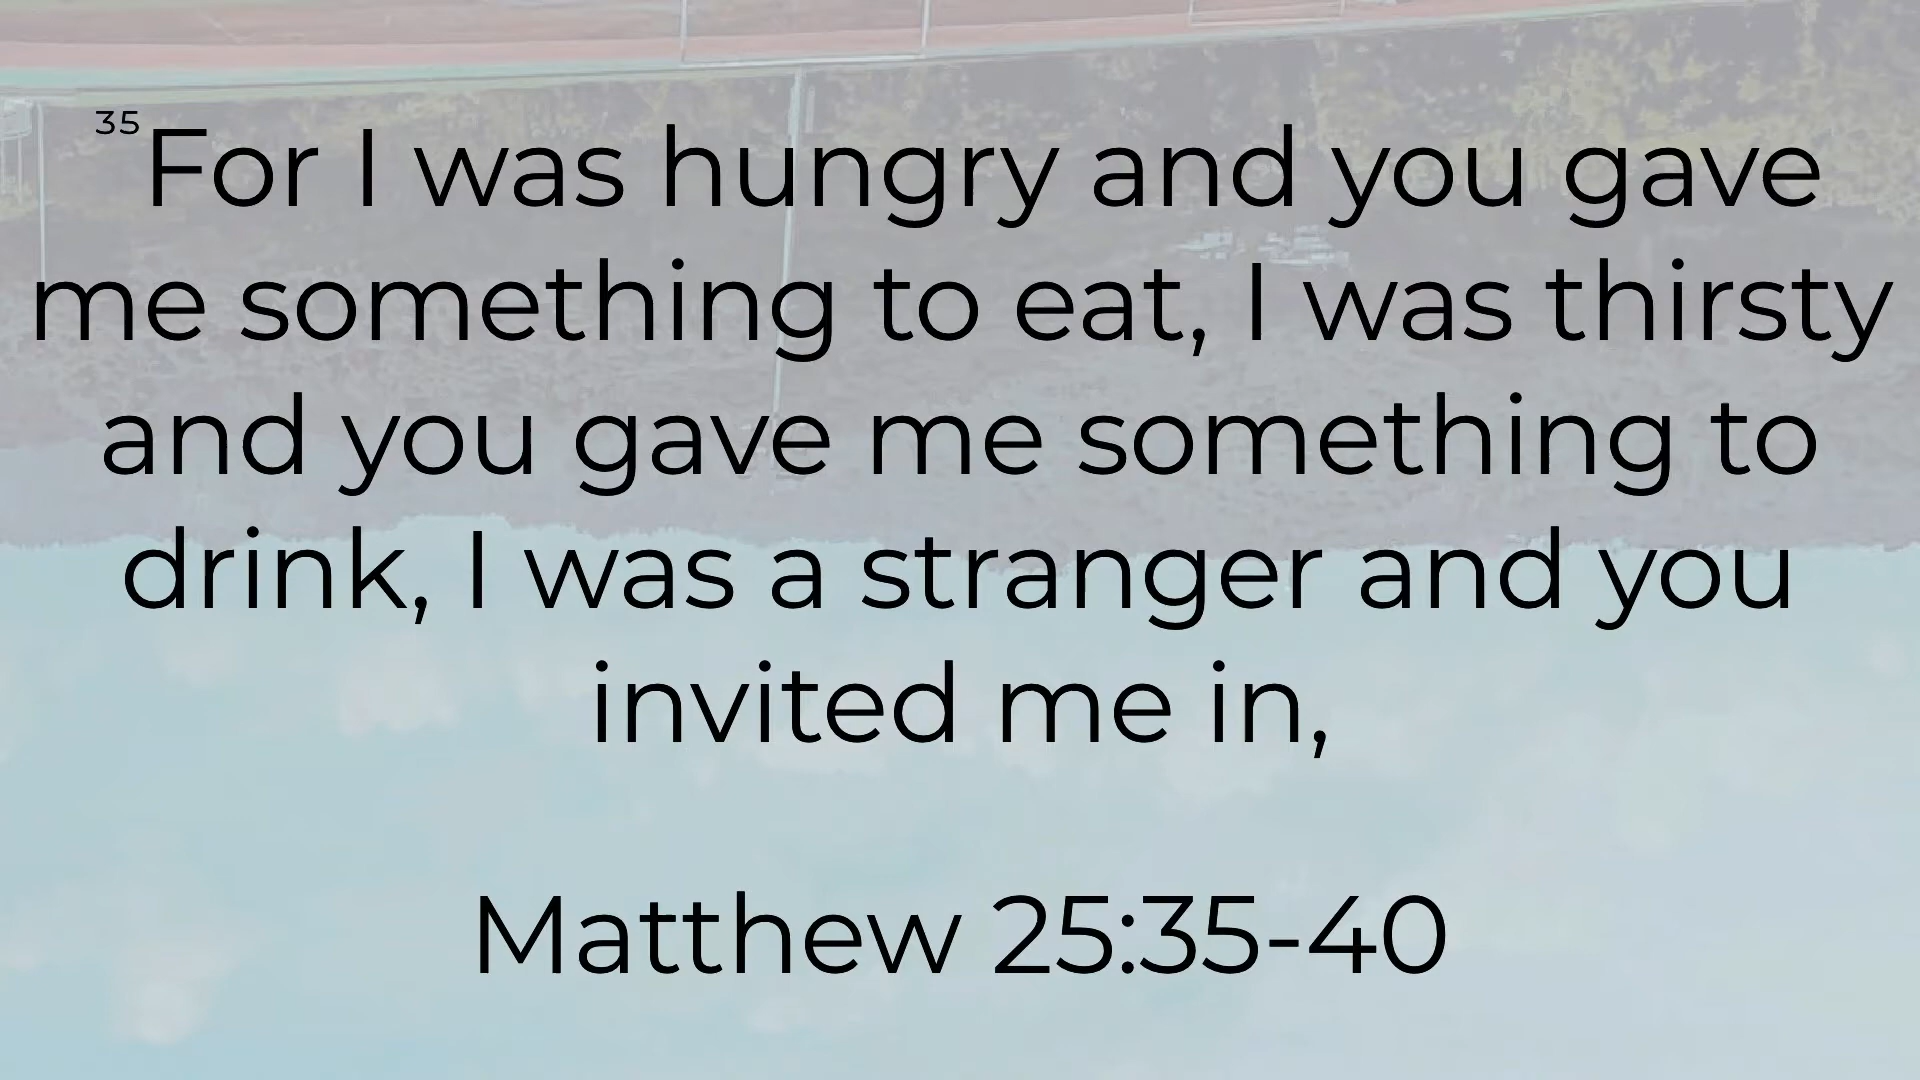 35For I was hungry and you gave
me something to eat, I was thirsty
and you gave me something to
drink, I was a stranger and you
invited me in,
Matthew 25:35-40